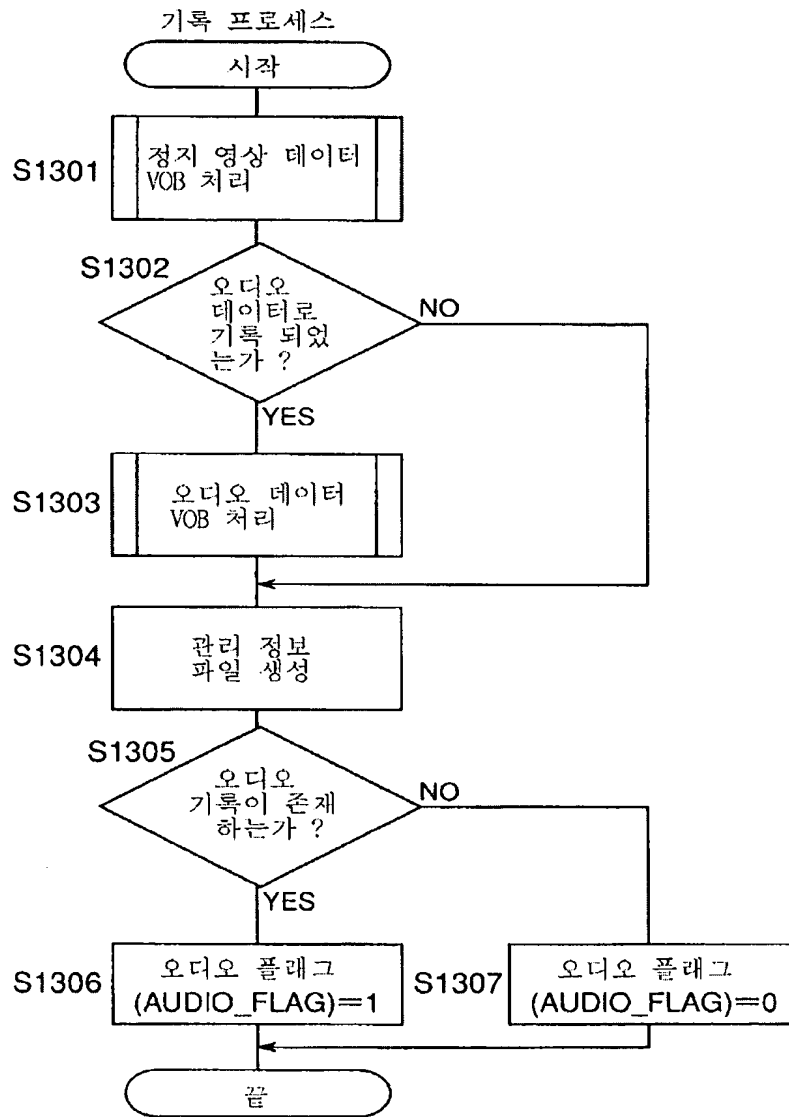 기록 프로세스
시작
S1301
정지 영상 데이터
VOB 처리
S1302
오디오
데이터로
기록 되었
는가 ?
NO
YES
S1303
오디오 데이터
VOB 처리
S1304
관리 정보
파일 생성
S1305
오디오
기록이 존재
하는가 ?
NO
YES
S1306
오디오 플래그
(AUDIO_FLAG)=1
S1307
오디오 플래그
(AUDIO_FLAG)=0
끝